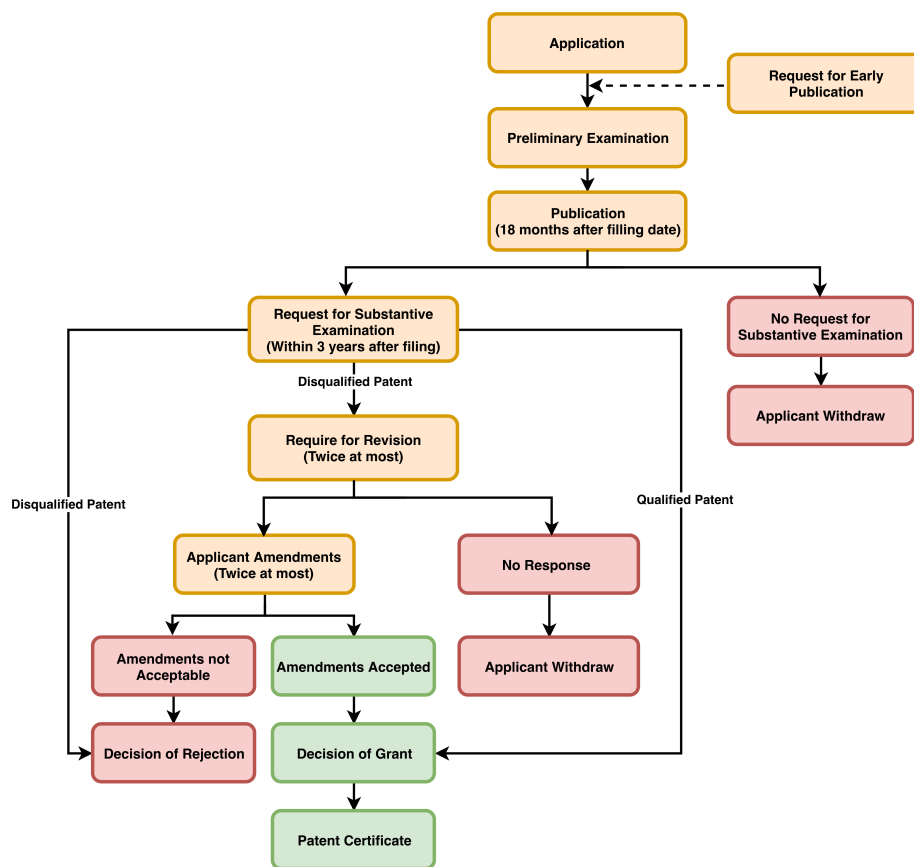 Application
Request for Early
Publication
Preliminary Examination
Publication
(18 months after filling date)
Request for Substantive
Examination
(Within 3 years after filing)
No Request for
Substantive Examination
Disqualified Patent
Applicant Withdraw
Require for Revision
(Twice at most)
Disqualified Patent
Qualified Patent
Applicant Amendments
(Twice at most)
No Response
Amendments not
Acceptable
Amendments Accepted
Applicant Withdraw
Decision of Rejection
Decision of Grant
Patent Certificate